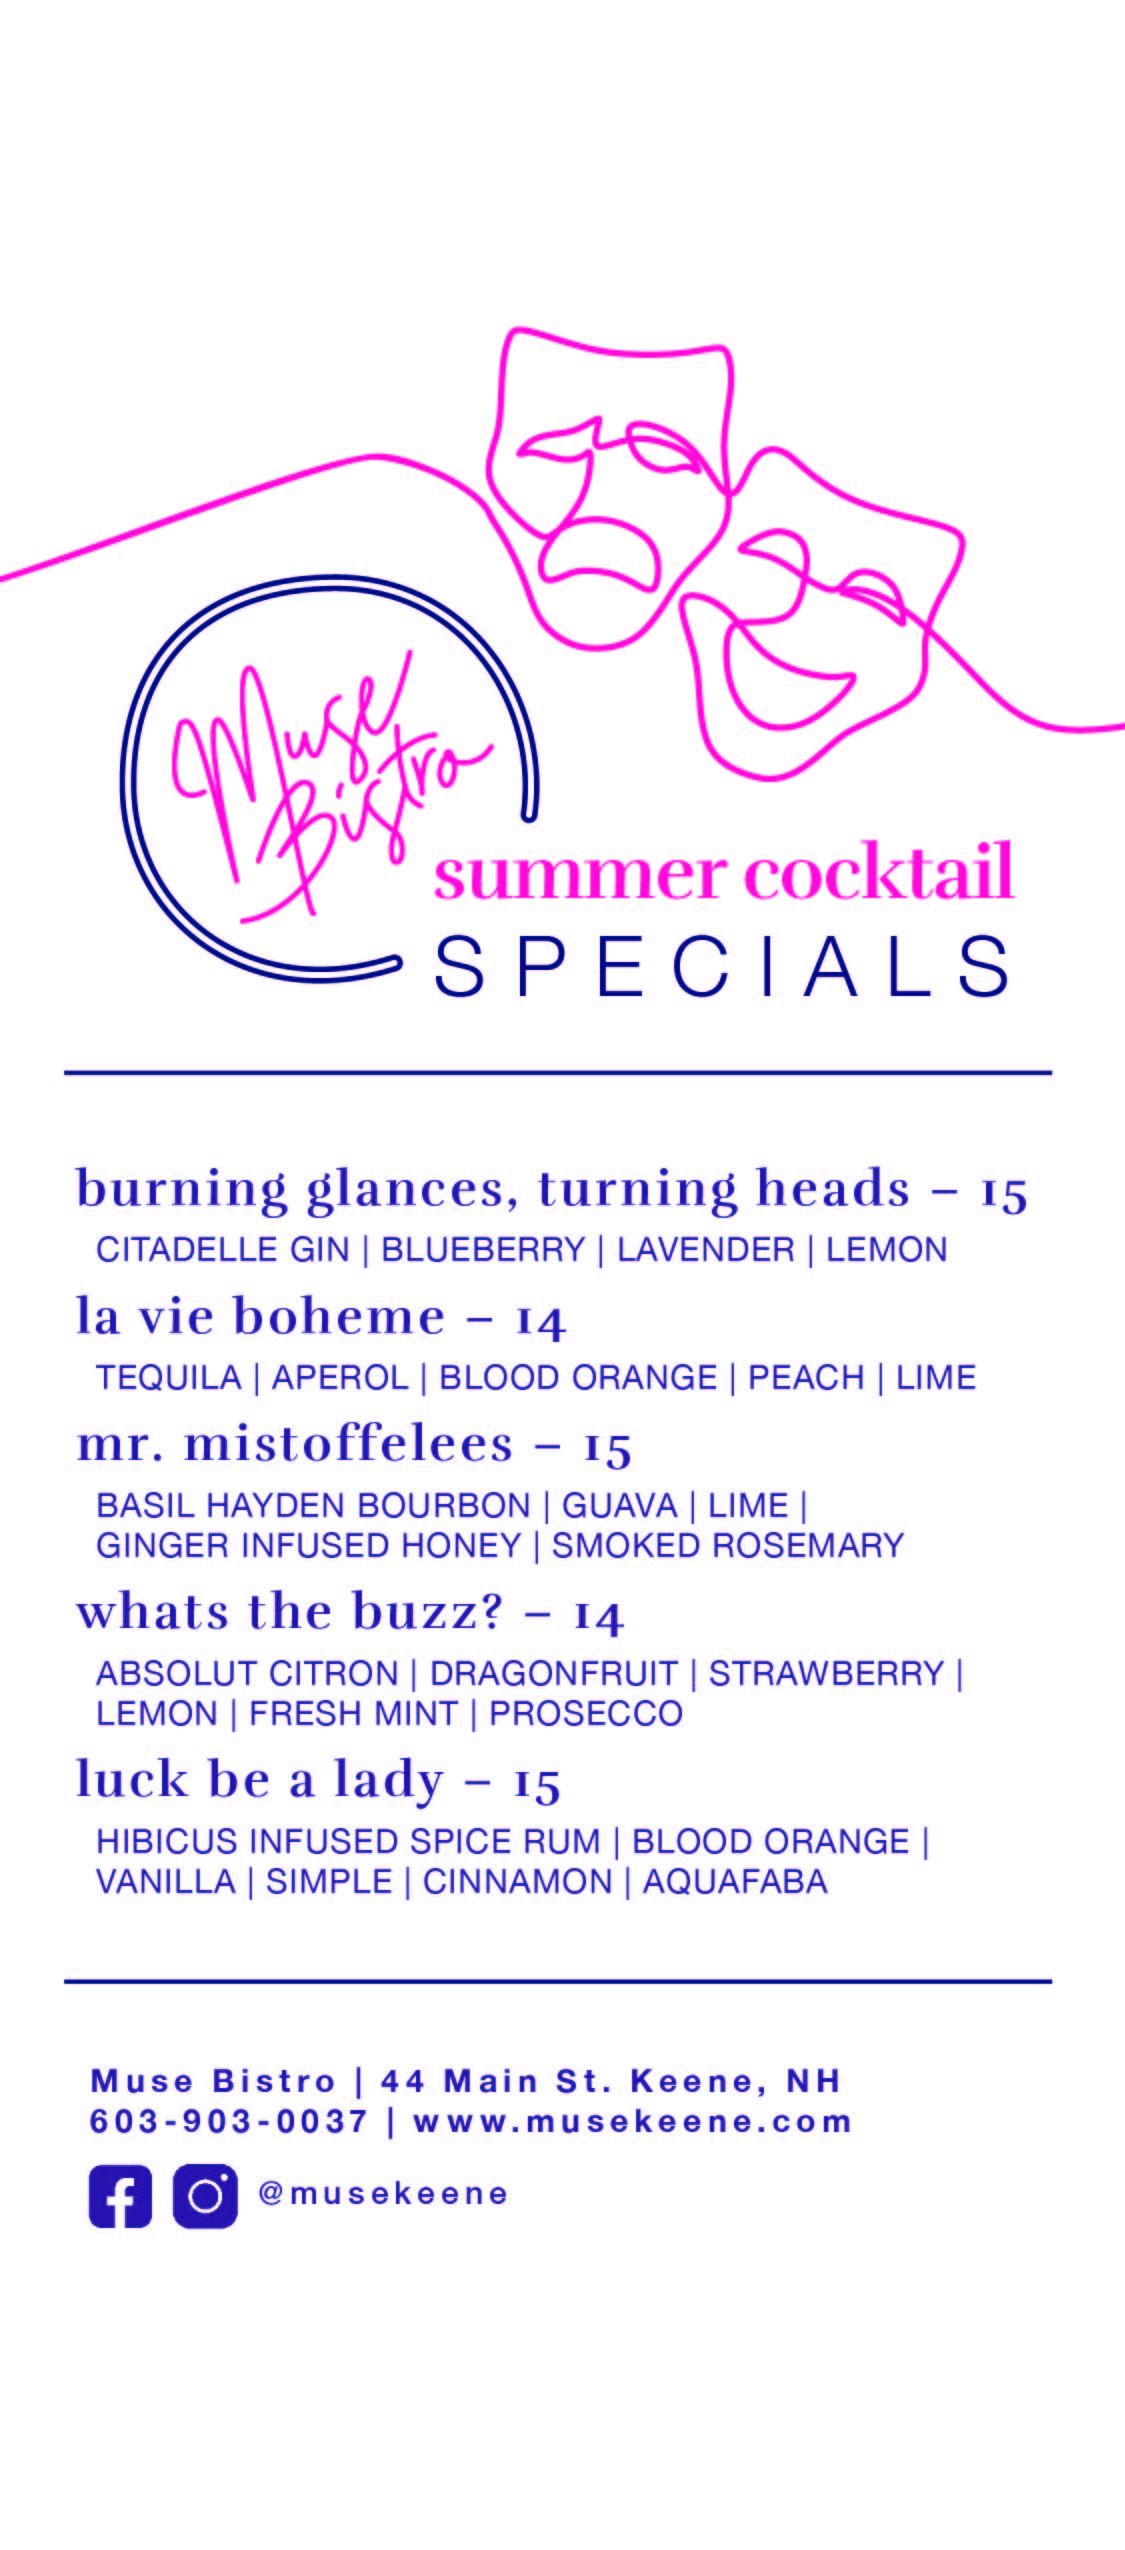 Muse
Bistro
summer cocktail
SPECIALS
burning glances, turning heads – 15
CITADELLE GIN | BLUEBERRY | LAVENDER | LEMON
la vie boheme – 14
TEQUILA | APEROL | BLOOD ORANGE | PEACH | LIME
mr. mistoffelees – 15
BASIL HAYDEN BOURBON | GUAVA | LIME |
GINGER INFUSED HONEY | SMOKED ROSEMARY
whats the buzz? – 14
ABSOLUT CITRON | DRAGONFRUIT | STRAWBERRY |
LEMON | FRESH MINT | PROSECCO
luck be a lady – 15
HIBICUS INFUSED SPICE RUM | BLOOD ORANGE |
VANILLA | SIMPLE | CINNAMON | AQUAFABA
Muse Bistro | 44 Main St. Keene, NH
603-903-0037 | www.musekeene.com
@musekeene